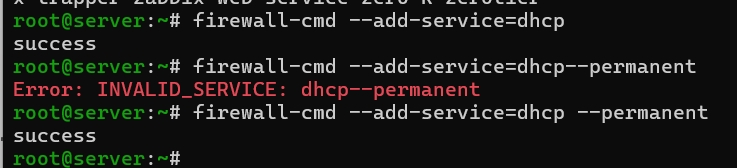 root@server:~# firewall-cmd --add-service=dhcp
success
root@server:~# firewall-cmd --add-service=dhcp--permanent
Error: INVALID_SERVICE: dhcp--permanent
root@server:~# firewall-cmd --add-service=dhcp --permanent
success
root@server:~#